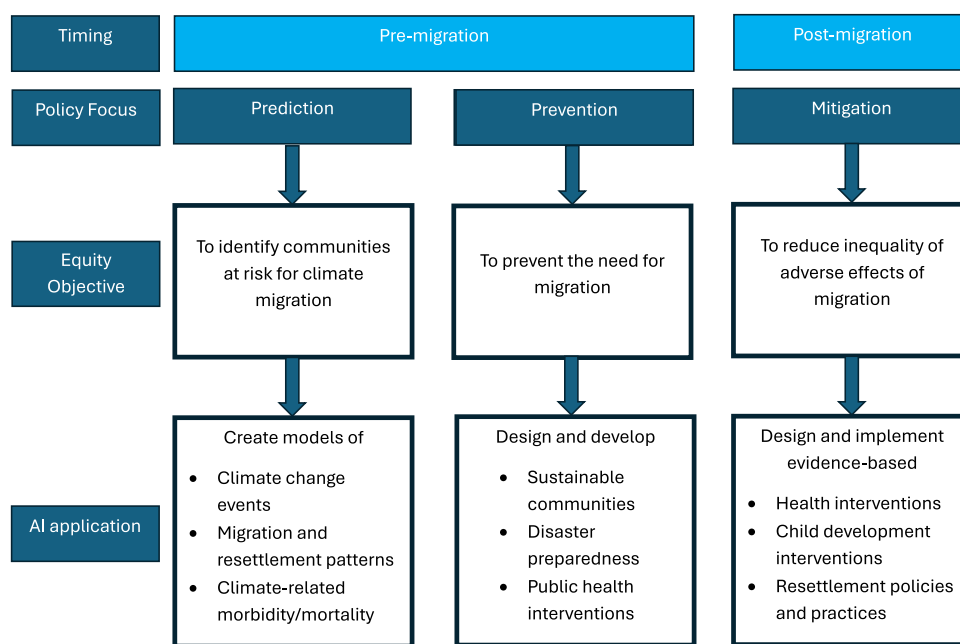 Timing
Pre-migration
Post-migration
Policy Focus
Prediction
Prevention
Mitigation
Equity
Objective
To identify communities
at risk for climate
migration
To prevent the need for
migration
To reduce inequality of
adverse effects of
migration
AI application
Create models of
• Climate change
events
• Migration and
resettlement patterns
• Climate-related
morbidity/mortality
Design and develop
• Sustainable
communities
• Disaster
preparedness
• Public health
interventions
Design and implement
evidence-based
• Health interventions
• Child development
interventions
• Resettlement policies
and practices